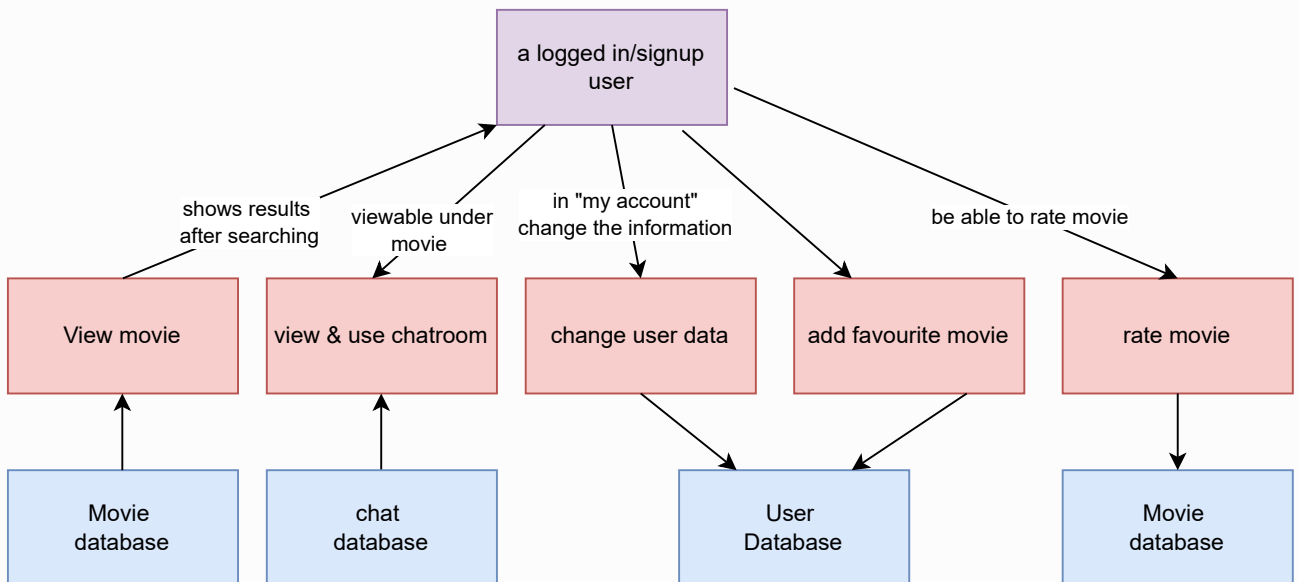 a logged in/signup
user
shows results
after searching
viewable under
movie
in "my account"
change the information
be able to rate movie
View movie
view & use chatroom
change user data
add favourite movie
rate movie
Movie
database
chat
database
User
Database
Movie
database